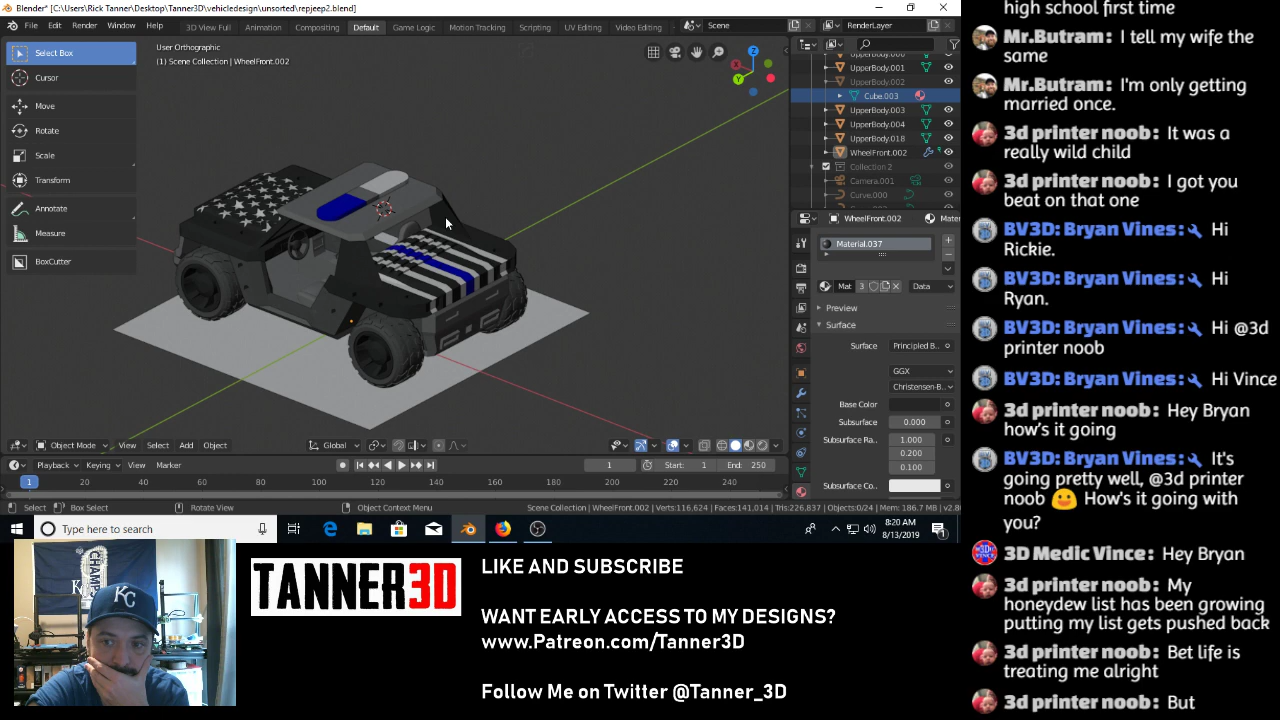 Blender* [C:\Users\Rick Tanner\Desktop\Tanner3D\vehicledesign\unsorted\repjeep2.blend]
File Edit Render Window Help
3D View Full Animation Compositing Default Game Logic Motion Tracking Scripting UV Editing Video Editing
Scene
RenderLayer
Select Box
Cursor
Move
Rotate
Scale
Transform
Annotate
Measure
BoxCutter
User Orthographic
(1) Scene Collection | WheelFront.002
Z
Y
UpperBody.001
UpperBody.002
Cube.003
UpperBody.003
UpperBody.004
UpperBody.018
WheelFront.002
Collection 2
Camera.001
Curve.000
WheelFront.002
Mater
Material.037
Mat 3 Data
Preview
Surface
Surface Principled B..
GGX
Christensen-B..
Base Color
Subsurface 0.000
Subsurface Ra.. 1.000
0.200
0.100
Subsurface Co..
Object Mode View Select Add Object
Global
Playback Keying View Marker
1 Start: 1 End: 250
1 20 40 60 80 100 120 140 160 180 200 220 240
Select Box Select Rotate View Object Context Menu
Scene Collection | WheelFront.002 | Verts:116,624 | Faces:141,014 | Tris:226,837 | Objects:0/24 | Mem: 186.7 MB | v2.8
Type here to search
8:20 AM
8/13/2019
TANNER3D
LIKE AND SUBSCRIBE
WANT EARLY ACCESS TO MY DESIGNS?
www.Patreon.com/Tanner3D
Follow Me on Twitter @Tanner_3D
KC
high school first time
Mr.Butram: I tell my wife the
same
Mr.Butram: I'm only getting
married once.
3d printer noob: It was a
really wild child
3d printer noob: I got you
beat on that one
BV3D: Bryan Vines: Hi
Rickie.
BV3D: Bryan Vines: Hi
Ryan.
BV3D: Bryan Vines: Hi @3d
printer noob
BV3D: Bryan Vines: Hi Vince
3d printer noob: Hey Bryan
how's it going
BV3D: Bryan Vines: It's
going pretty well, @3d printer
noob 😀 How's it going with
you?
3D Medic Vince: Hey Bryan
3d printer noob: My
honeydew list has been growing
putting my list gets pushed back
3d printer noob: Bet life is
treating me alright
3d printer noob: But